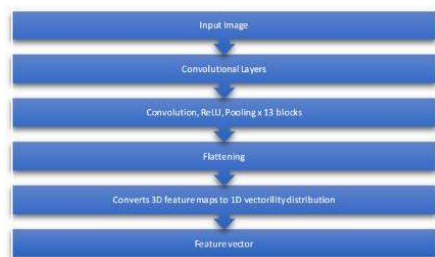 Input Image
Convolutional Layers
Convolution, ReLU, Pooling x 13 blocks
Flattening
Converts 3D feature maps to 1D vectorility distribution
Feature vector